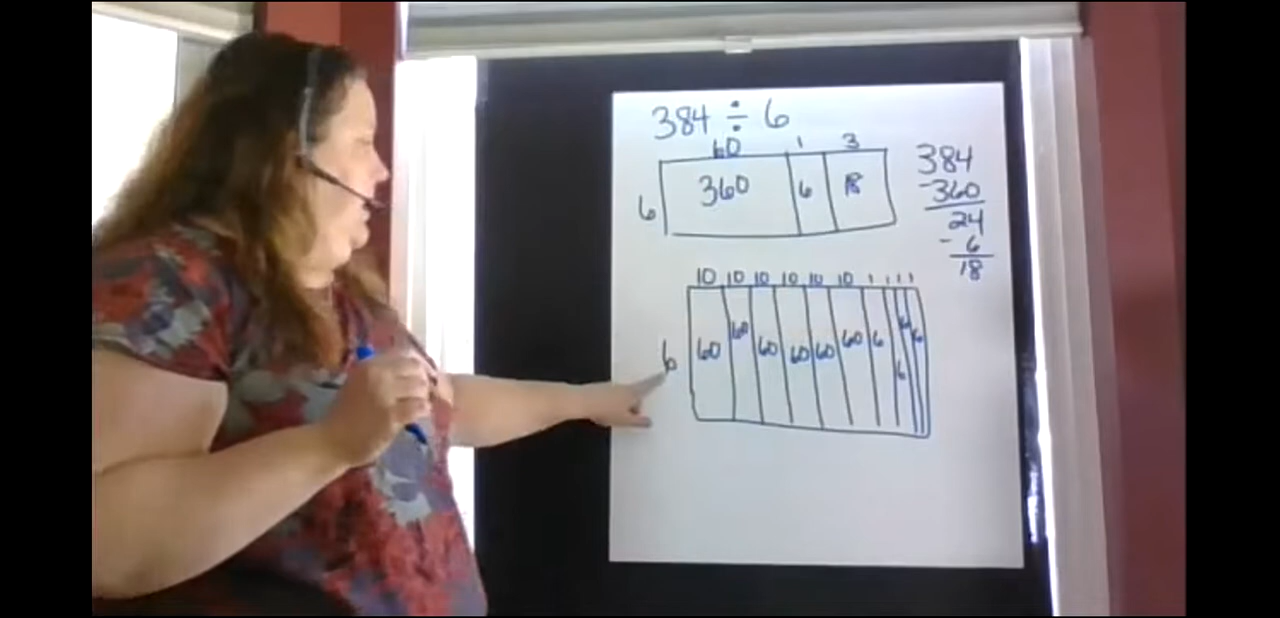 384 ÷ 6
60 1 3
6 360 6 18
384
-360
24
- 6
18
10 10 10 10 10 10 1 1 1 1
6 60 60 60 60 60 60 6 6 6 6